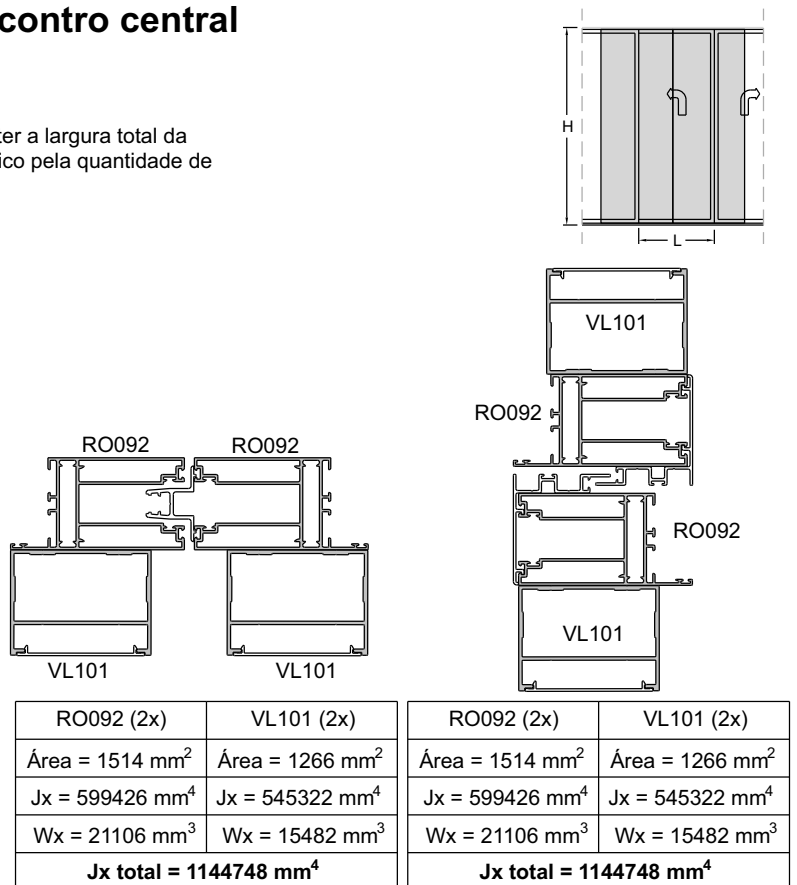 contro central
ter a largura total da
ico pela quantidade de
H
L
VL101
RO092
RO092
VL101
RO092 RO092
VL101 VL101
RO092 (2x) VL101 (2x)
Área = 1514 mm² Área = 1266 mm²
Jx = 599426 mm⁴ Jx = 545322 mm⁴
Wx = 21106 mm³ Wx = 15482 mm³
Jx total = 1144748 mm⁴
RO092 (2x) VL101 (2x)
Área = 1514 mm² Área = 1266 mm²
Jx = 599426 mm⁴ Jx = 545322 mm⁴
Wx = 21106 mm³ Wx = 15482 mm³
Jx total = 1144748 mm⁴